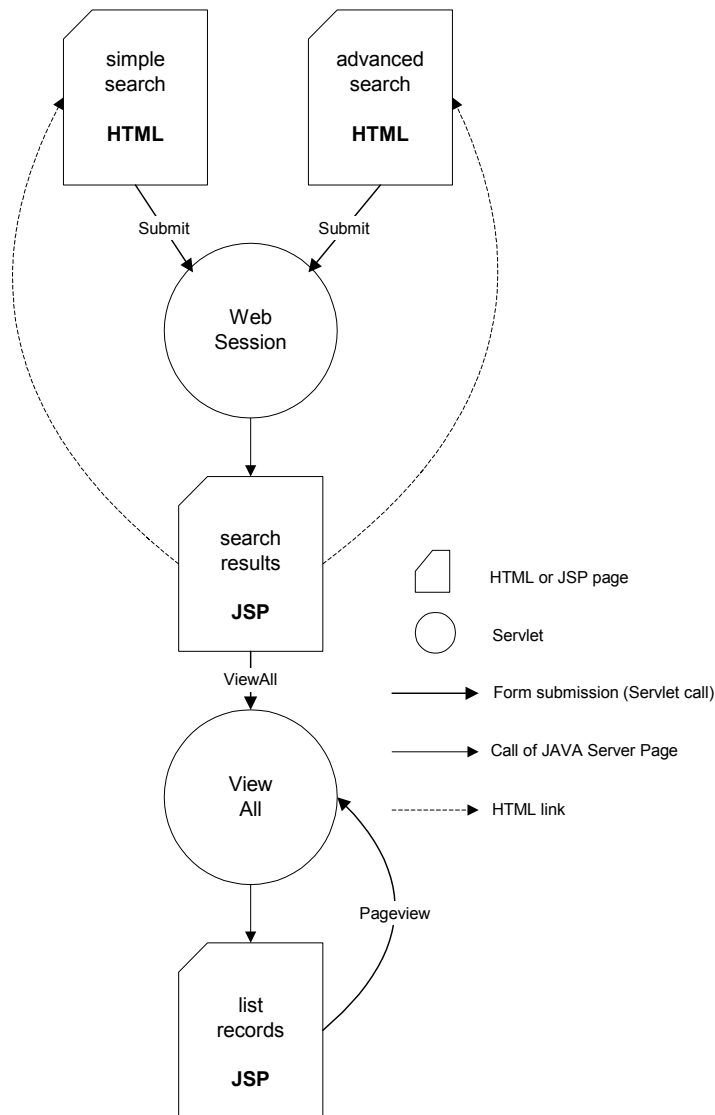 simple
search
HTML
advanced
search
HTML
Submit
Submit
Web
Session
search
results
JSP
HTML or JSP page
Servlet
ViewAll
Form submission (Servlet call)
Call of JAVA Server Page
View
All
HTML link
Pageview
list
records
JSP